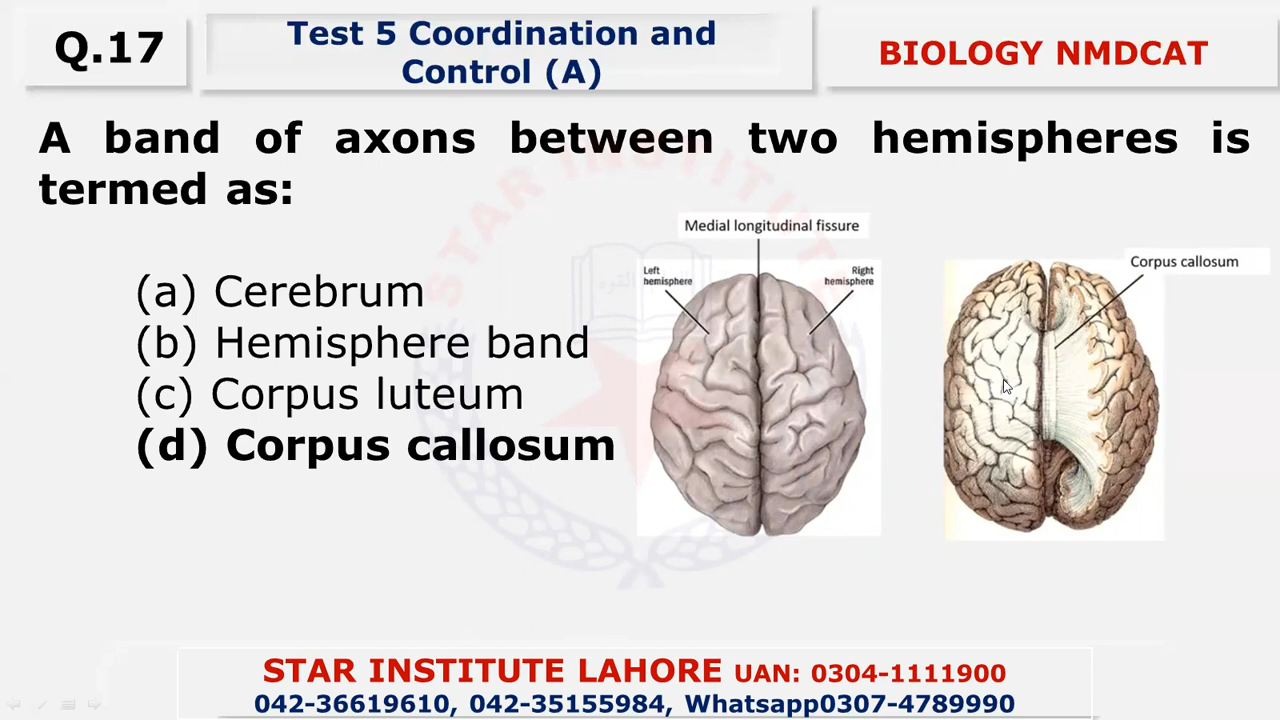 Q.17
Test 5 Coordination and
Control (A)
BIOLOGY NMDCAT
A band of axons between two hemispheres is
termed as:
(a) Cerebrum
(b) Hemisphere band
(c) Corpus luteum
(d) Corpus callosum
Medial longitudinal fissure
Left
hemisphere
Right
hemisphere
Corpus callosum
STAR INSTITUTE
STAR INSTITUTE LAHORE UAN: 0304-1111900
042-36619610, 042-35155984, Whatsapp0307-4789990